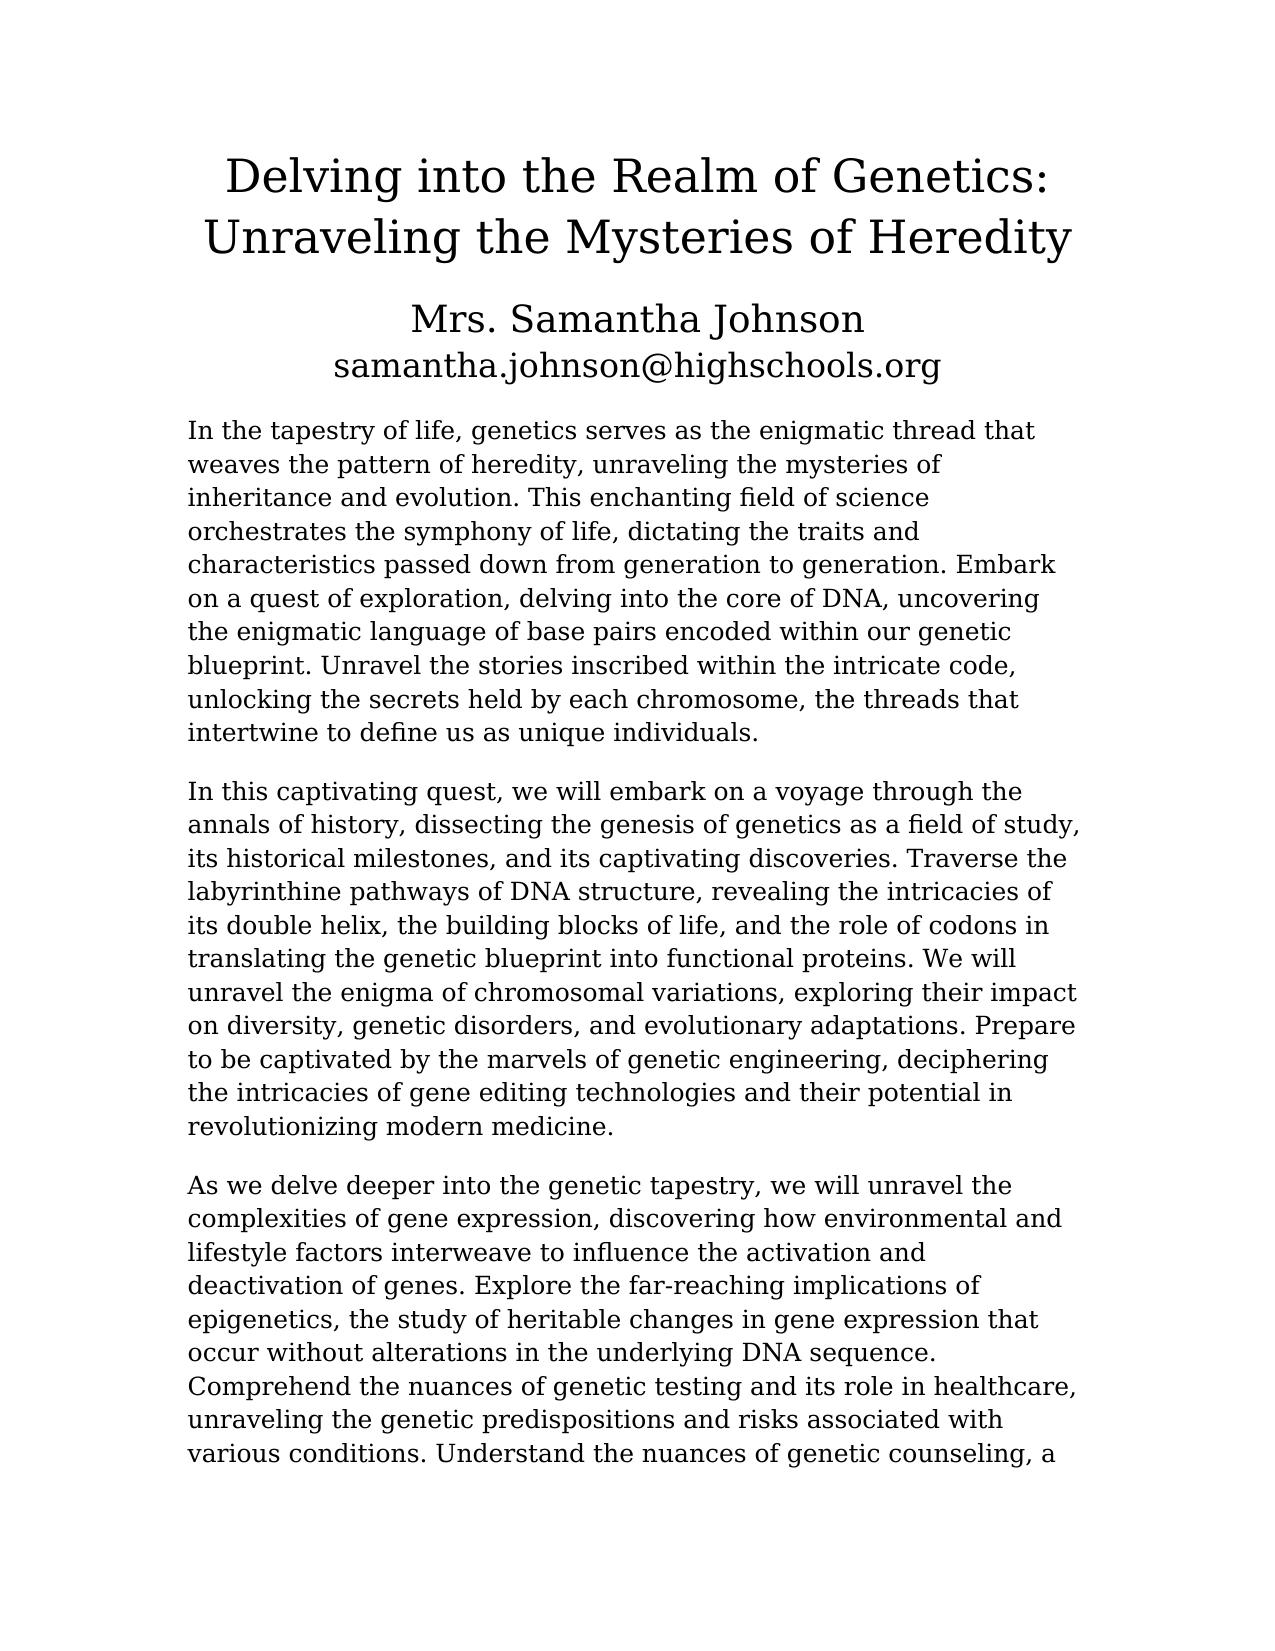 Delving into the Realm of Genetics:
Unraveling the Mysteries of Heredity
Mrs. Samantha Johnson
samantha.johnson@highschools.org
In the tapestry of life, genetics serves as the enigmatic thread that
weaves the pattern of heredity, unraveling the mysteries of
inheritance and evolution. This enchanting field of science
orchestrates the symphony of life, dictating the traits and
characteristics passed down from generation to generation. Embark
on a quest of exploration, delving into the core of DNA, uncovering
the enigmatic language of base pairs encoded within our genetic
blueprint. Unravel the stories inscribed within the intricate code,
unlocking the secrets held by each chromosome, the threads that
intertwine to define us as unique individuals.
In this captivating quest, we will embark on a voyage through the
annals of history, dissecting the genesis of genetics as a field of study,
its historical milestones, and its captivating discoveries. Traverse the
labyrinthine pathways of DNA structure, revealing the intricacies of
its double helix, the building blocks of life, and the role of codons in
translating the genetic blueprint into functional proteins. We will
unravel the enigma of chromosomal variations, exploring their impact
on diversity, genetic disorders, and evolutionary adaptations. Prepare
to be captivated by the marvels of genetic engineering, deciphering
the intricacies of gene editing technologies and their potential in
revolutionizing modern medicine.
As we delve deeper into the genetic tapestry, we will unravel the
complexities of gene expression, discovering how environmental and
lifestyle factors interweave to influence the activation and
deactivation of genes. Explore the far-reaching implications of
epigenetics, the study of heritable changes in gene expression that
occur without alterations in the underlying DNA sequence.
Comprehend the nuances of genetic testing and its role in healthcare,
unraveling the genetic predispositions and risks associated with
various conditions. Understand the nuances of genetic counseling, a